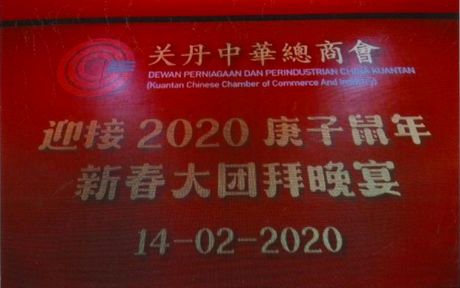 关丹中華總商會
DEWAN PERNIAGAAN DAN PERINDUSTRIAN CHINA KUANTAN
(Kuantan Chinese Chamber of Commerce And Industry)
迎接 2020 庚子鼠年
新春大团拜晚宴
14-02-2020